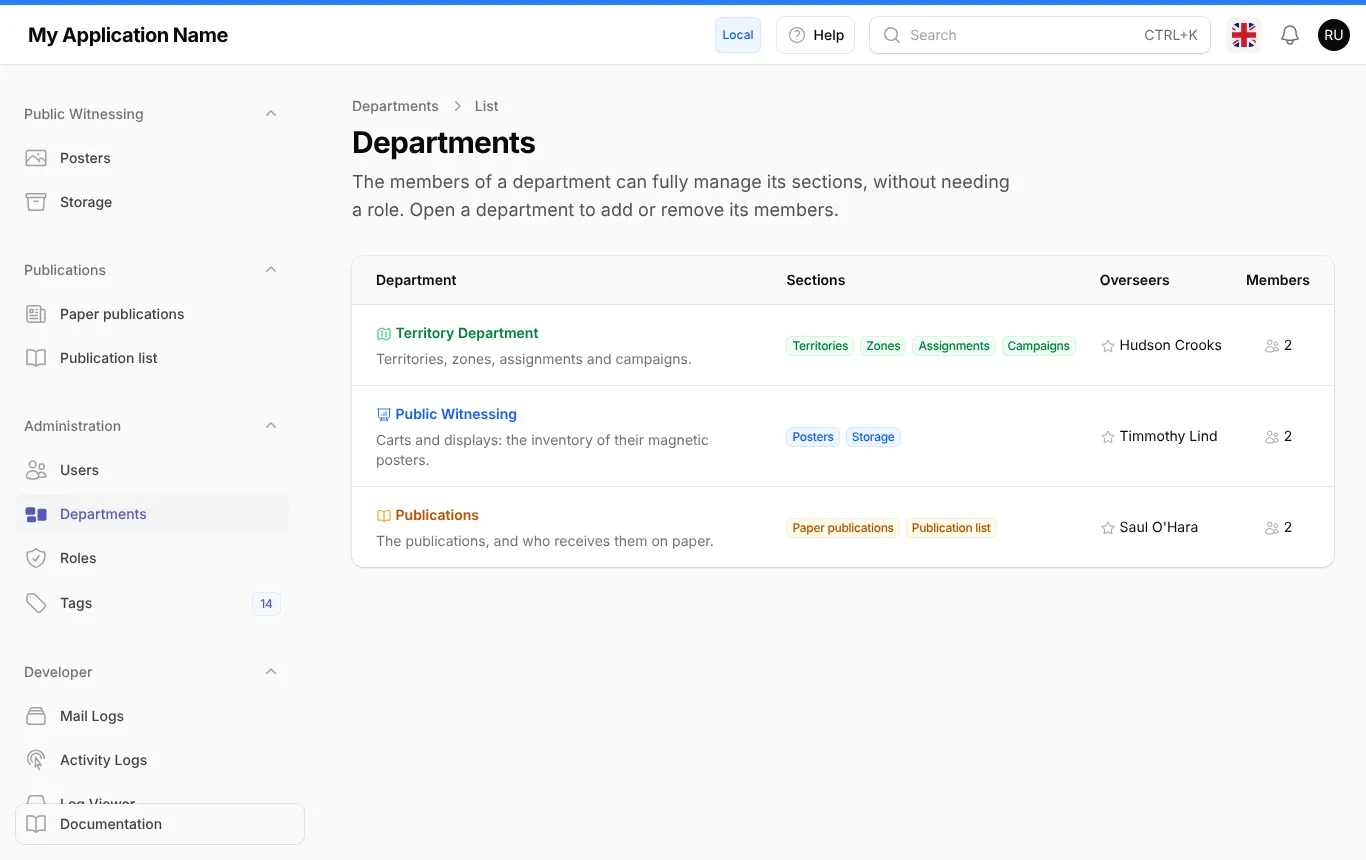 My Application Name
Local
Help
Search
CTRL+K
RU
Public Witnessing
Posters
Storage
Publications
Paper publications
Publication list
Administration
Users
Departments
Roles
Tags
14
Developer
Mail Logs
Activity Logs
Log Viewer
Documentation
Departments > List
Departments
The members of a department can fully manage its sections, without needing
a role. Open a department to add or remove its members.
Department Sections Overseers Members
Territory Department
Territories, zones, assignments and campaigns.
Territories Zones Assignments Campaigns
Hudson Crooks
2
Public Witnessing
Carts and displays: the inventory of their magnetic
posters.
Posters Storage
Timmothy Lind
2
Publications
The publications, and who receives them on paper.
Paper publications Publication list
Saul O'Hara
2